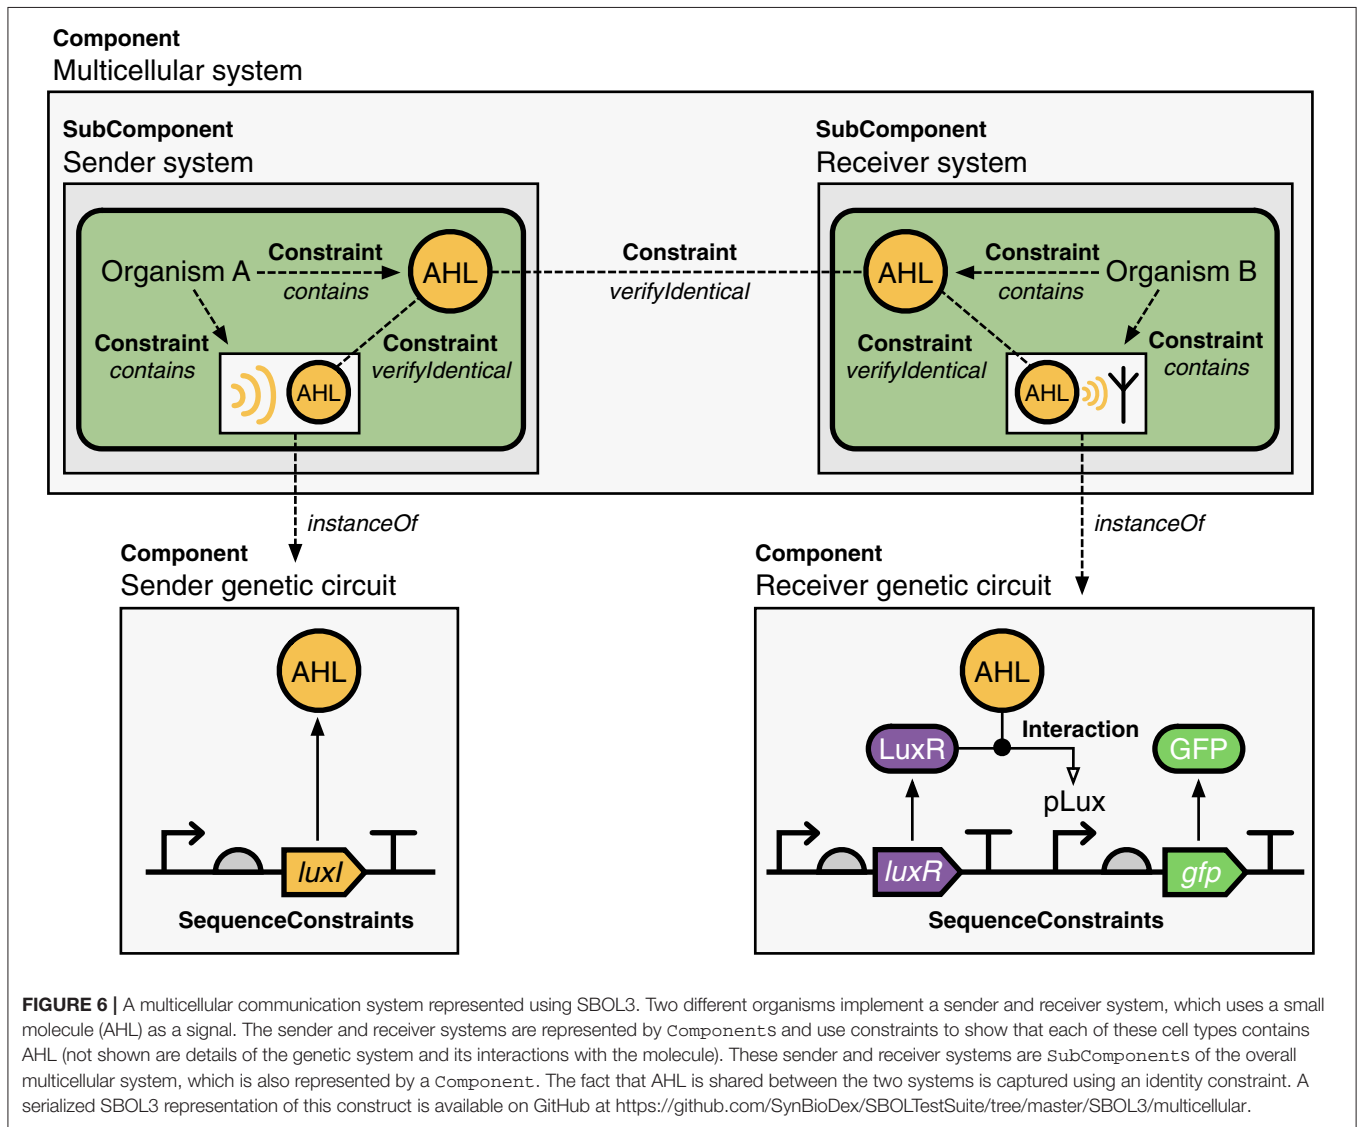 Component
Multicellular system
SubComponent
Sender system
SubComponent
Receiver system
Organism A
Constraint
contains
AHL
Constraint
verifyIdentical
AHL
Constraint
contains
Organism B
Constraint
contains
AHL
Constraint
verifyIdentical
Constraint
verifyIdentical
AHL
Constraint
contains
instanceOf
instanceOf
Component
Sender genetic circuit
Component
Receiver genetic circuit
AHL
luxI
SequenceConstraints
AHL
Interaction
LuxR
GFP
pLux
luxR
gfp
SequenceConstraints
FIGURE 6 | A multicellular communication system represented using SBOL3. Two different organisms implement a sender and receiver system, which uses a small
molecule (AHL) as a signal. The sender and receiver systems are represented by Components and use constraints to show that each of these cell types contains
AHL (not shown are details of the genetic system and its interactions with the molecule). These sender and receiver systems are SubComponents of the overall
multicellular system, which is also represented by a Component. The fact that AHL is shared between the two systems is captured using an identity constraint. A
serialized SBOL3 representation of this construct is available on GitHub at https://github.com/SynBioDex/SBOLTestSuite/tree/master/SBOL3/multicellular.